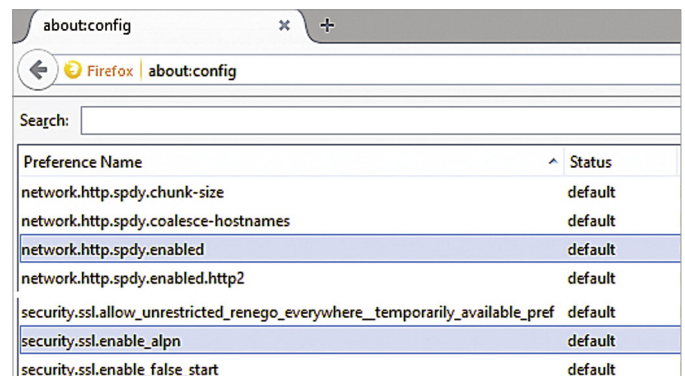 about:config × +
Firefox about:config
Search:
Preference Name Status
network.http.spdy.chunk-size default
network.http.spdy.coalesce-hostnames default
network.http.spdy.enabled default
network.http.spdy.enabled.http2 default
security.ssl.allow_unrestricted_renego_everywhere__temporarily_available_pref default
security.ssl.enable_alpn default
security.ssl.enable_false_start default